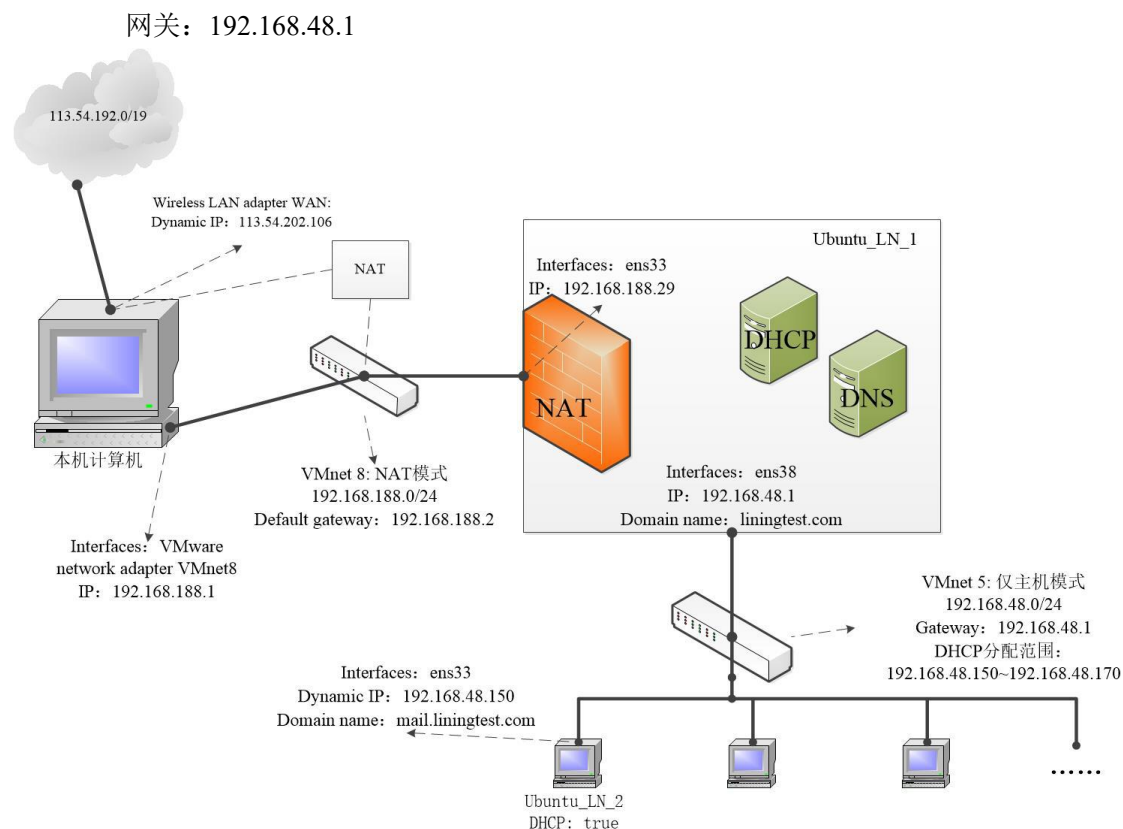 网关：192.168.48.1
113.54.192.0/19
Wireless LAN adapter WAN:
Dynamic IP：113.54.202.106
NAT
本机计算机
Interfaces：VMware
network adapter VMnet8
IP：192.168.188.1
VMnet 8: NAT模式
192.168.188.0/24
Default gateway：192.168.188.2
Ubuntu_LN_1
Interfaces：ens33
IP：192.168.188.29
NAT
DHCP
DNS
Interfaces：ens38
IP：192.168.48.1
Domain name：liningtest.com
VMnet 5: 仅主机模式
192.168.48.0/24
Gateway：192.168.48.1
DHCP分配范围：
192.168.48.150~192.168.48.170
Interfaces：ens33
Dynamic IP：192.168.48.150
Domain name：mail.liningtest.com
Ubuntu_LN_2
DHCP: true
……